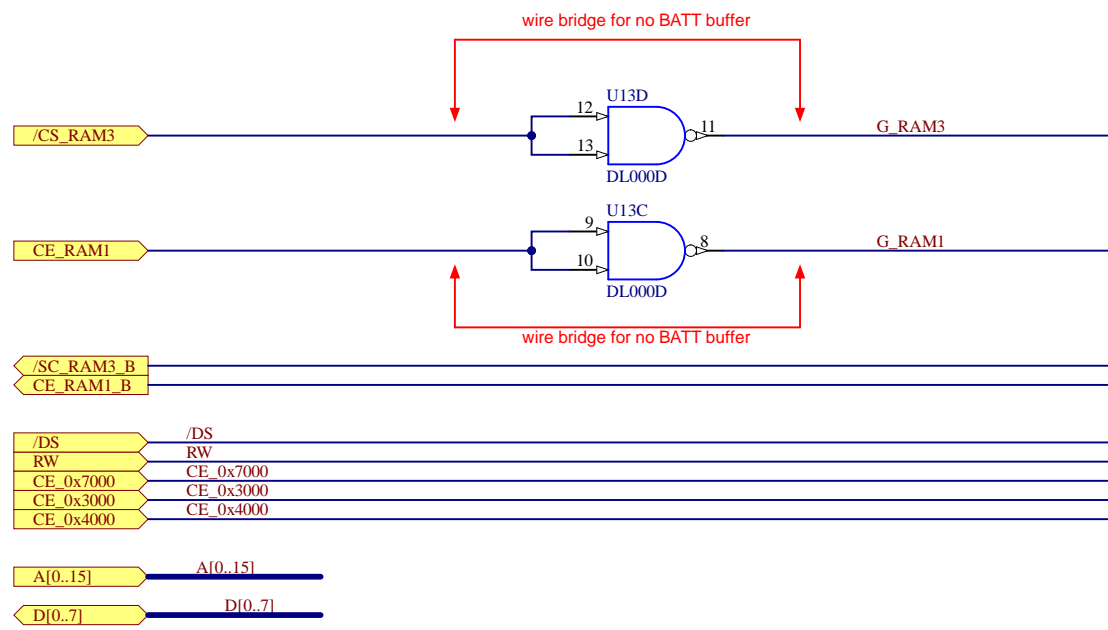 wire bridge for no BATT buffer
U13D
12
/CS_RAM3
11
G_RAM3
13
DL000D
U13C
9
CE_RAM1
8
G_RAM1
10
DL000D
wire bridge for no BATT buffer
/SC_RAM3_B
CE_RAM1_B
/DS
/DS
RW
RW
CE_0x7000
CE_0x7000
CE_0x3000
CE_0x3000
CE_0x4000
CE_0x4000
A[0..15]
A[0..15]
D[0..7]
D[0..7]